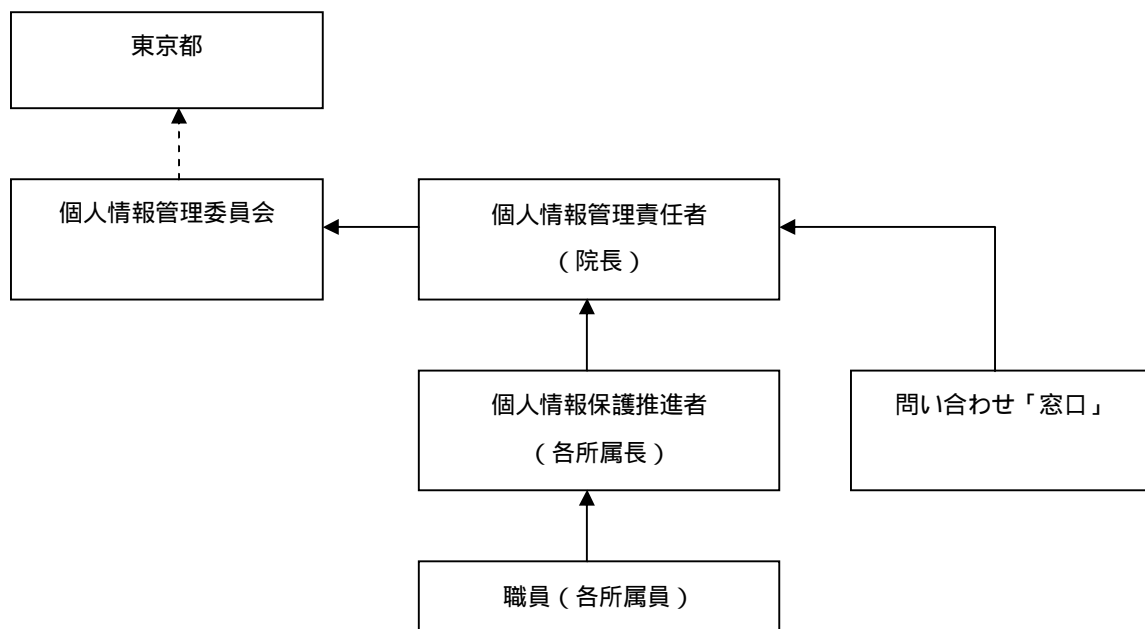 東京都
個人情報管理委員会
個人情報管理責任者
（院長）
個人情報保護推進者
（各所属長）
問い合わせ「窓口」
職員（各所属員）